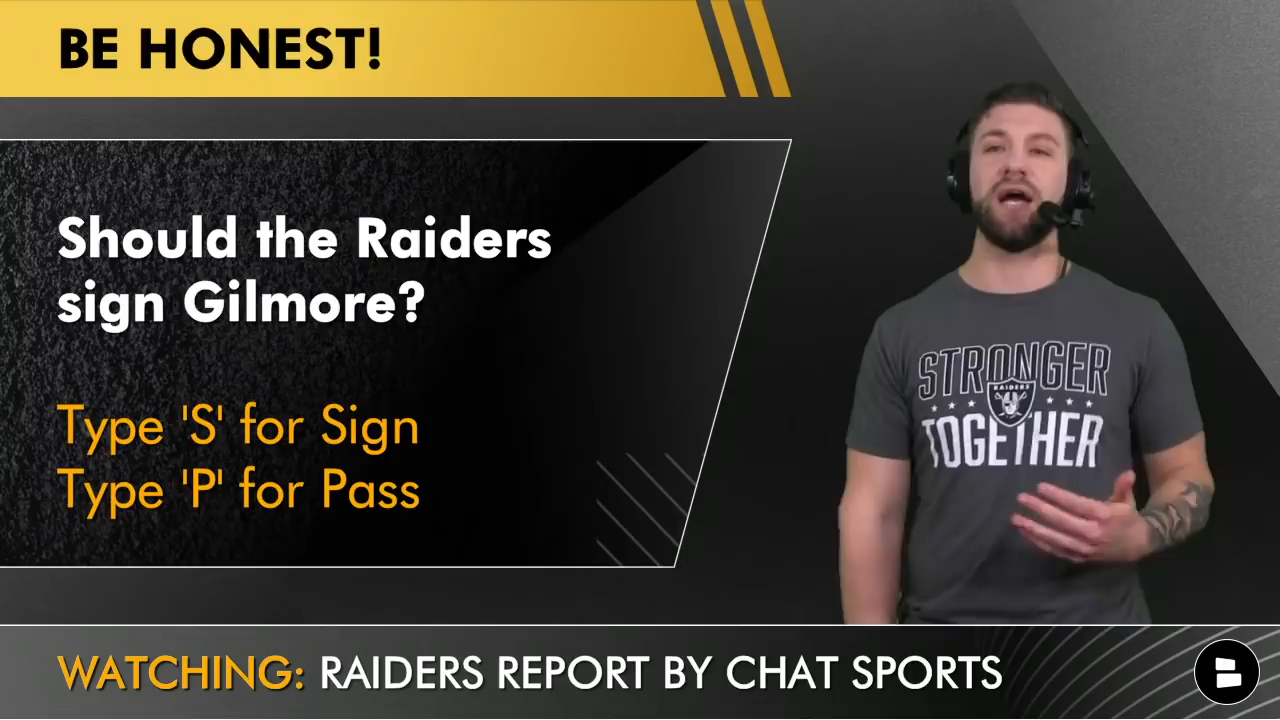 BE HONEST!
Should the Raiders
sign Gilmore?
Type 'S' for Sign
Type 'P' for Pass
STRONGER
RAIDERS
TOGETHER
WATCHING: RAIDERS REPORT BY CHAT SPORTS